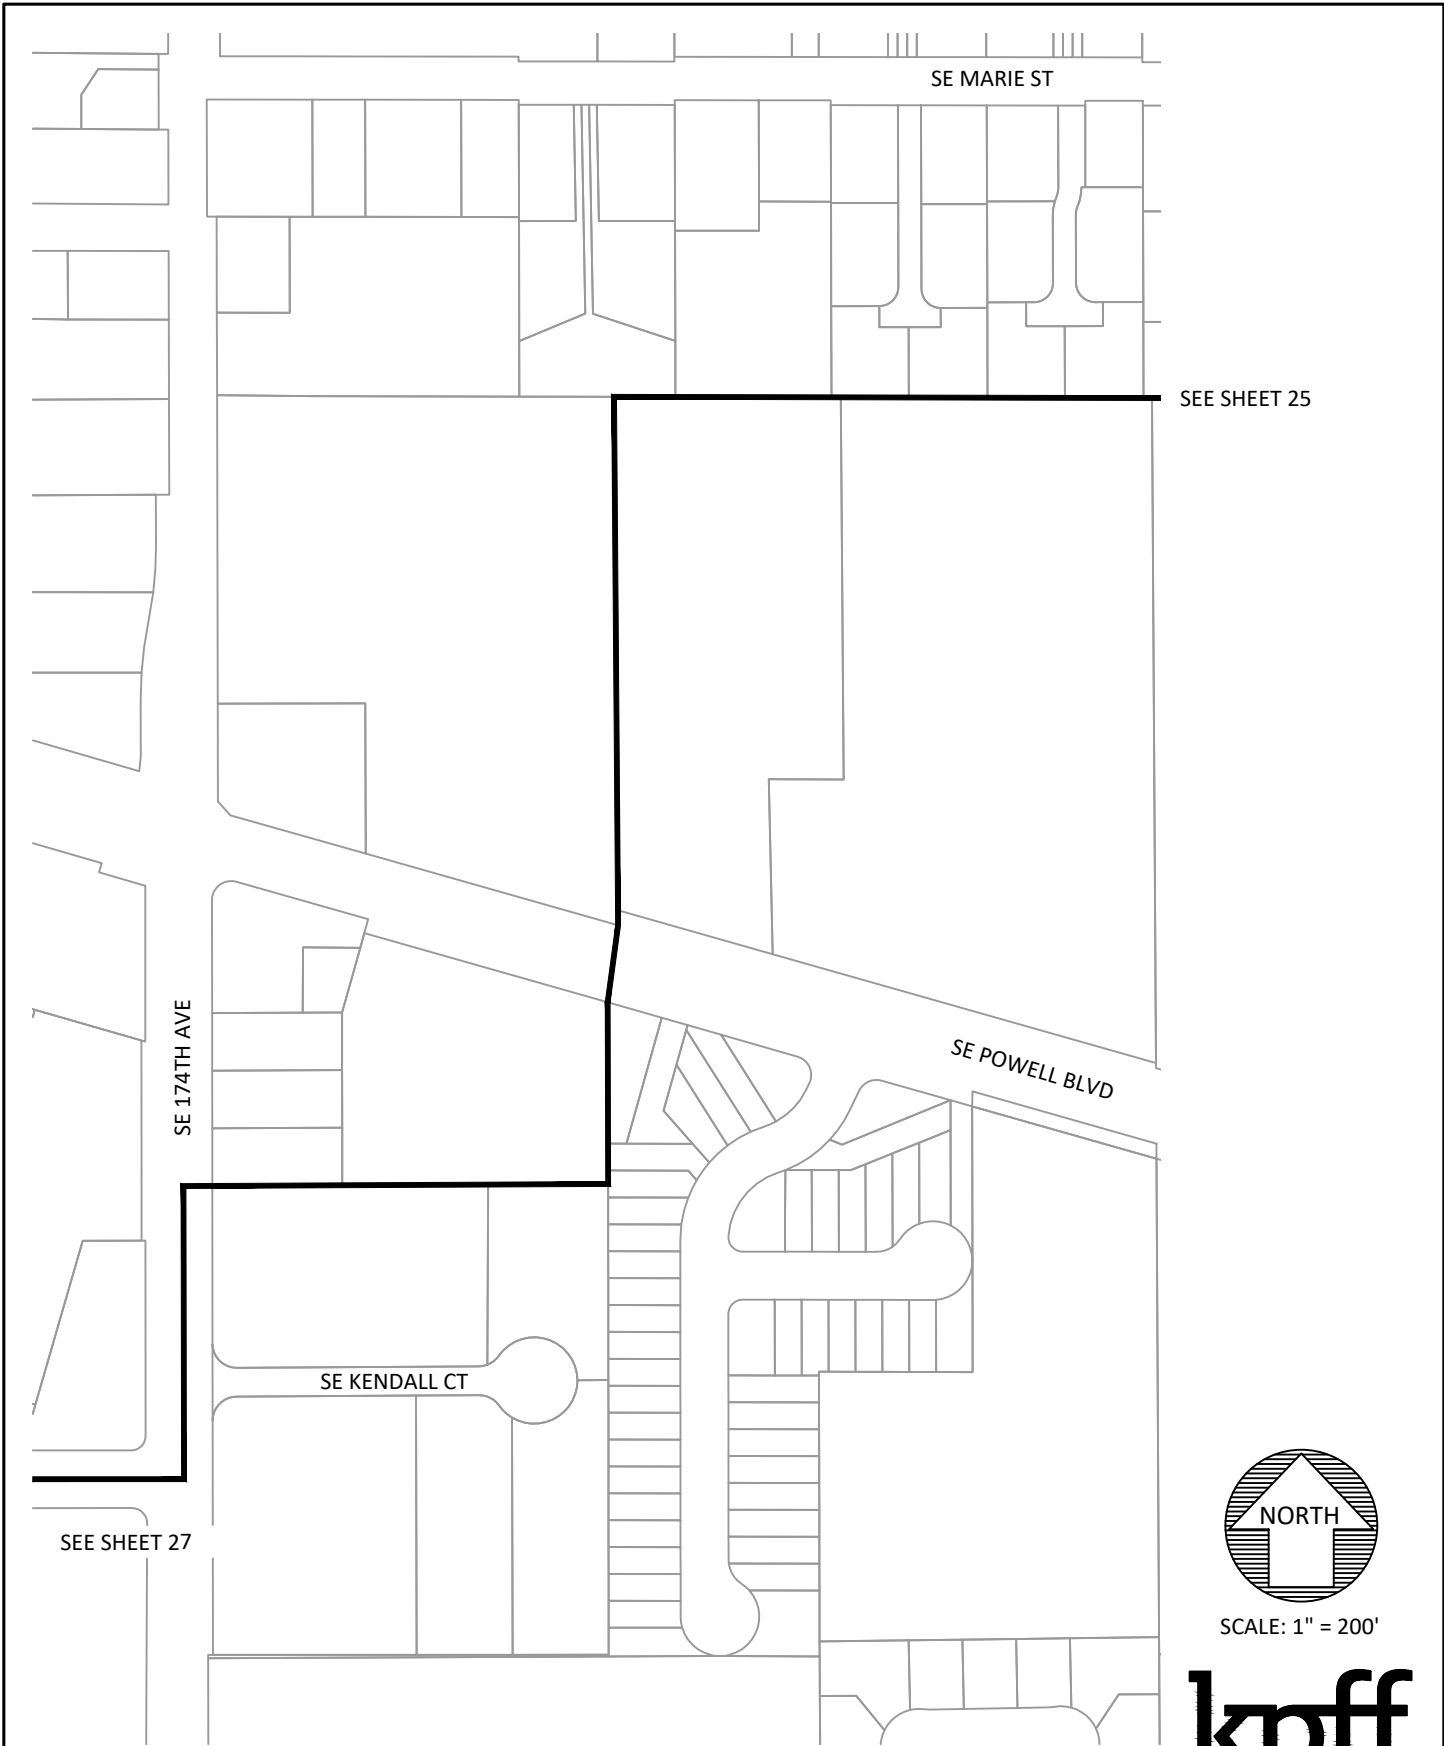 SE MARIE ST
SEE SHEET 25
SE 174TH AVE
SE POWELL BLVD
SE KENDALL CT
SEE SHEET 27
NORTH
SCALE: 1" = 200'
kpff